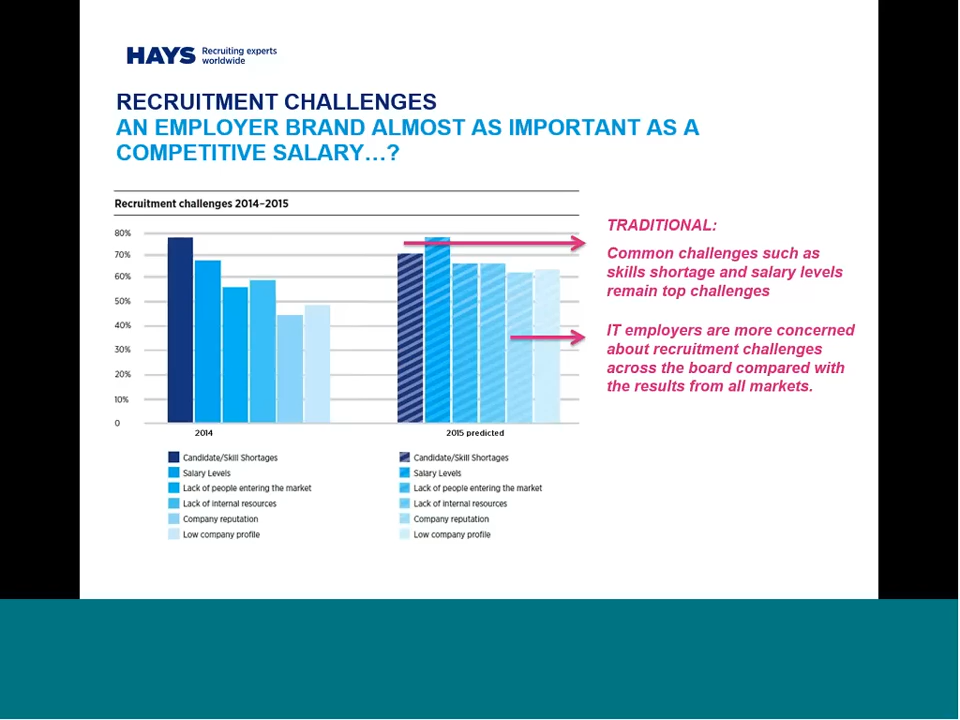 HAYS Recruiting experts
worldwide
RECRUITMENT CHALLENGES
AN EMPLOYER BRAND ALMOST AS IMPORTANT AS A
COMPETITIVE SALARY…?
Recruitment challenges 2014–2015
80%
70%
60%
50%
40%
30%
20%
10%
0
2014
2015 predicted
Candidate/Skill Shortages
Salary Levels
Lack of people entering the market
Lack of internal resources
Company reputation
Low company profile
Candidate/Skill Shortages
Salary Levels
Lack of people entering the market
Lack of internal resources
Company reputation
Low company profile
TRADITIONAL:
Common challenges such as
skills shortage and salary levels
remain top challenges
IT employers are more concerned
about recruitment challenges
across the board compared with
the results from all markets.